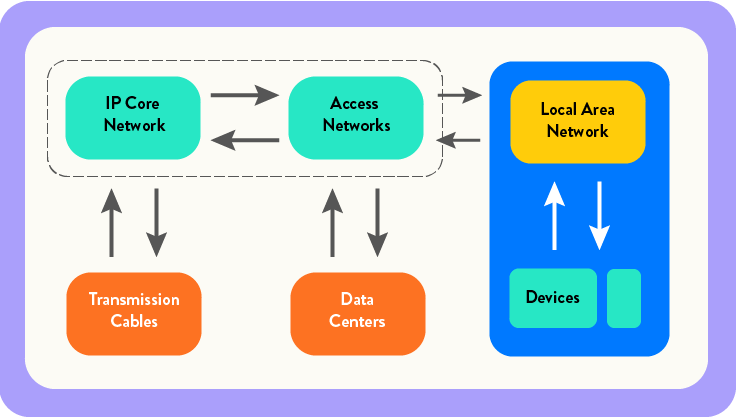 IP Core
Network
Access
Networks
Local Area
Network
Transmission
Cables
Data
Centers
Devices